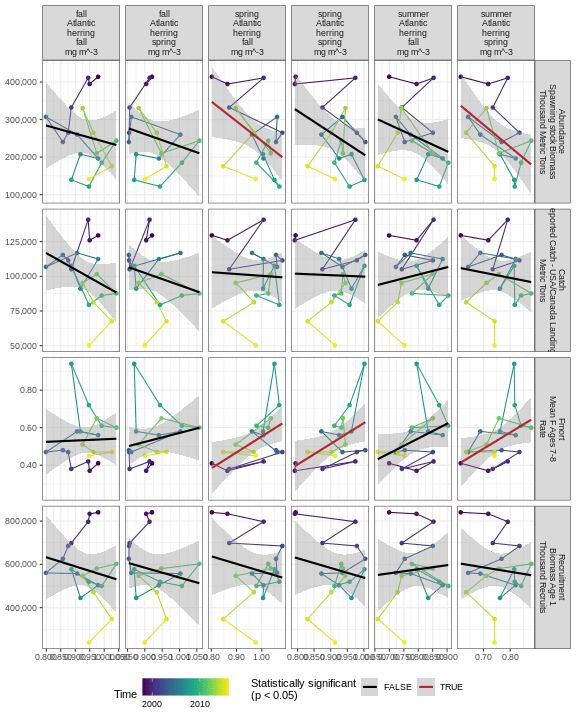 fall
Atlantic
herring
fall
mg m^-3
fall
Atlantic
herring
spring
mg m^-3
spring
Atlantic
herring
fall
mg m^-3
spring
Atlantic
herring
spring
mg m^-3
summer
Atlantic
herring
fall
mg m^-3
summer
Atlantic
herring
spring
mg m^-3
400,000
300,000
200,000
100,000
Abundance
Spawning stock Biomass
Thousand Metric Tons
125,000
100,000
75,000
50,000
Catch
eported Catch - USA/Canada Landing
Metric Tons
0.80
0.60
0.40
Fmort
Mean F Ages 7-8
Rate
800,000
600,000
400,000
Recruitment
Biomass Age 1
Thousand Recruits
0.90 1.00
0.70 0.80
Time
2000 2010
Statistically significant
(p < 0.05)
FALSE
TRUE